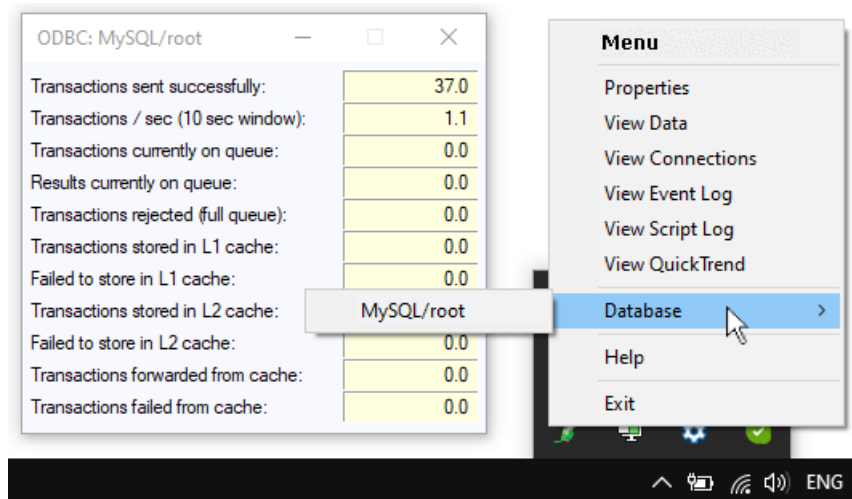 ODBC: MySQL/root
Transactions sent successfully: 37.0
Transactions / sec (10 sec window): 1.1
Transactions currently on queue: 0.0
Results currently on queue: 0.0
Transactions rejected (full queue): 0.0
Transactions stored in L1 cache: 0.0
Failed to store in L1 cache: 0.0
Transactions stored in L2 cache:
Failed to store in L2 cache: 0.0
Transactions forwarded from cache: 0.0
Transactions failed from cache: 0.0
MySQL/root
Menu
Properties
View Data
View Connections
View Event Log
View Script Log
View QuickTrend
Database
Help
Exit
ENG